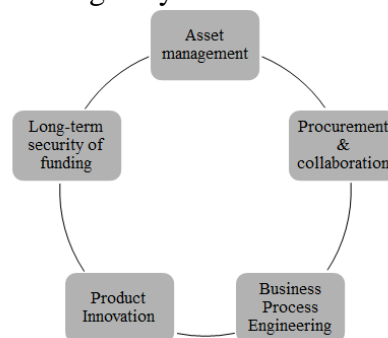 Asset
management
Long-term
security of
funding
Procurement
&
collaboration
Product
Innovation
Business
Process
Engineering